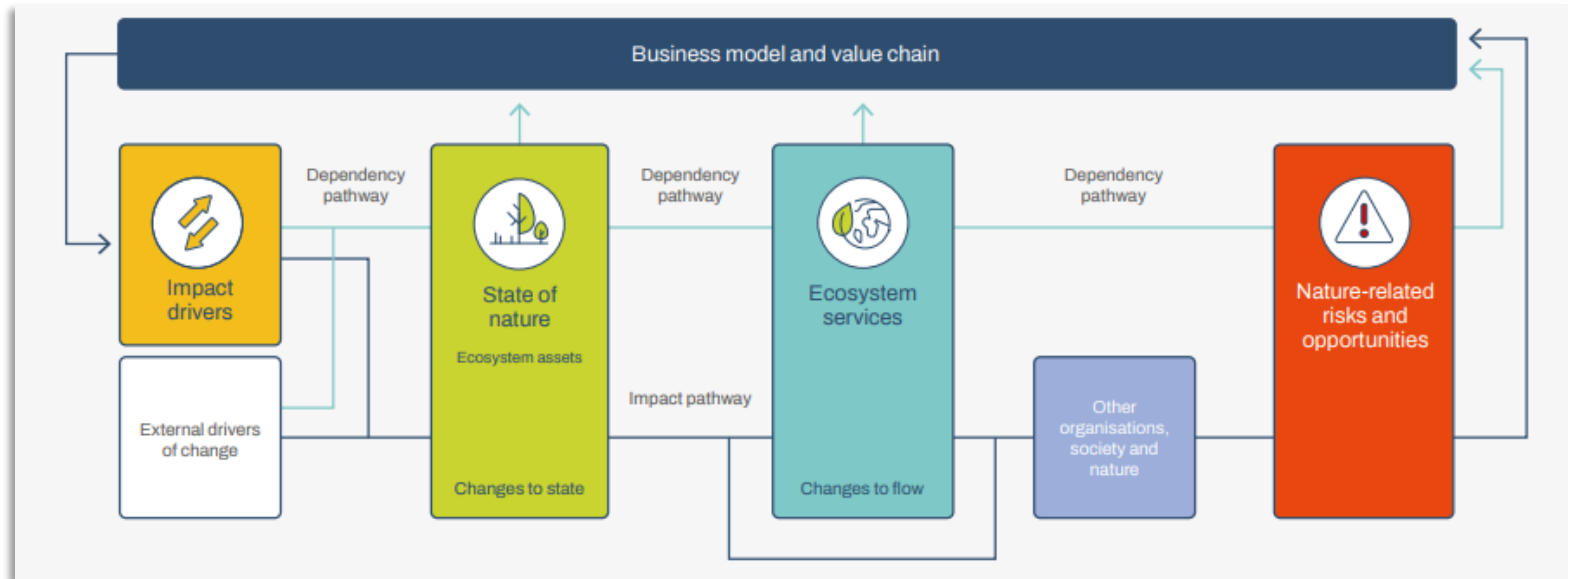 Business model and value chain
Impact
drivers
External drivers
of change
Dependency
pathway
State of
nature
Ecosystem assets
Changes to state
Dependency
pathway
Impact pathway
Ecosystem
services
Changes to flow
Dependency
pathway
Other
organisations,
society and
nature
Nature-related
risks and
opportunities